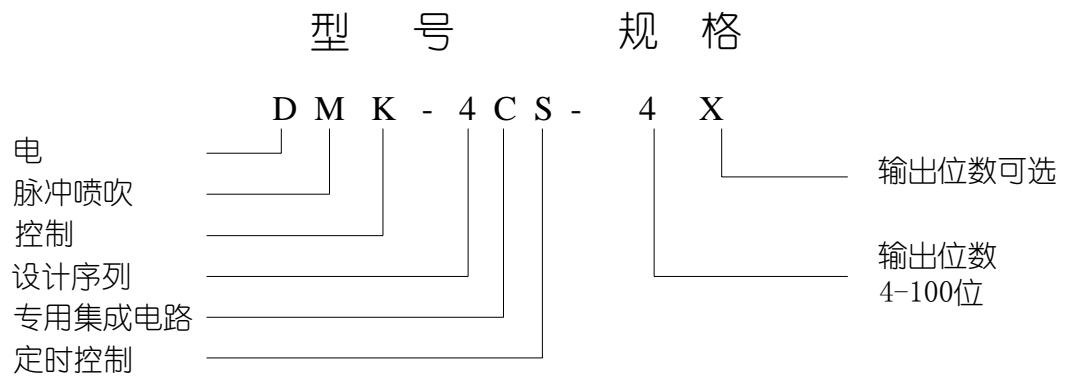 型 号 规 格
D M K - 4 C S - 4 X
电
脉冲喷吹
控制
设计序列
专用集成电路
定时控制
输出位数可选
输出位数
4-100位